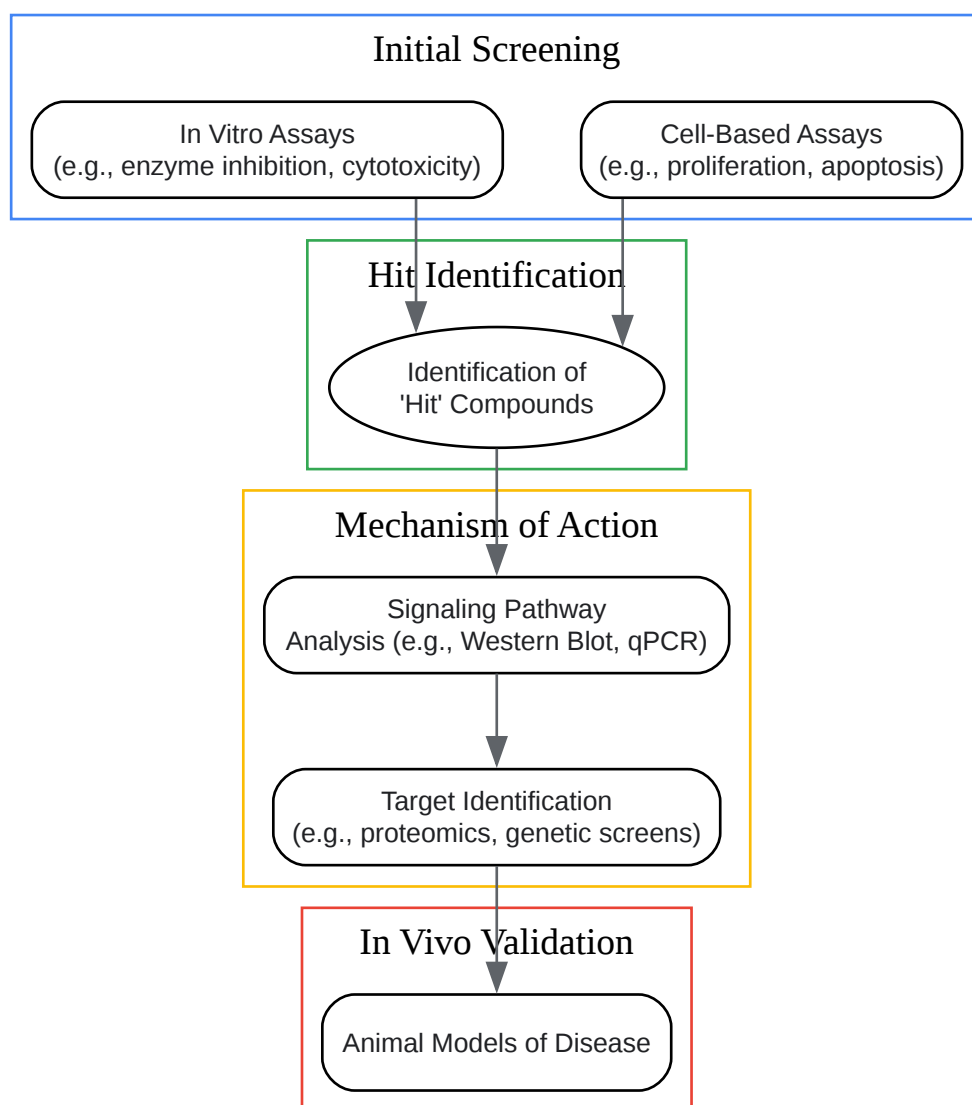 Initial Screening
In Vitro Assays
(e.g., enzyme inhibition, cytotoxicity)
Cell-Based Assays
(e.g., proliferation, apoptosis)
Hit Identification
Identification of
'Hit' Compounds
Mechanism of Action
Signaling Pathway
Analysis (e.g., Western Blot, qPCR)
Target Identification
(e.g., proteomics, genetic screens)
In Vivo Validation
Animal Models of Disease